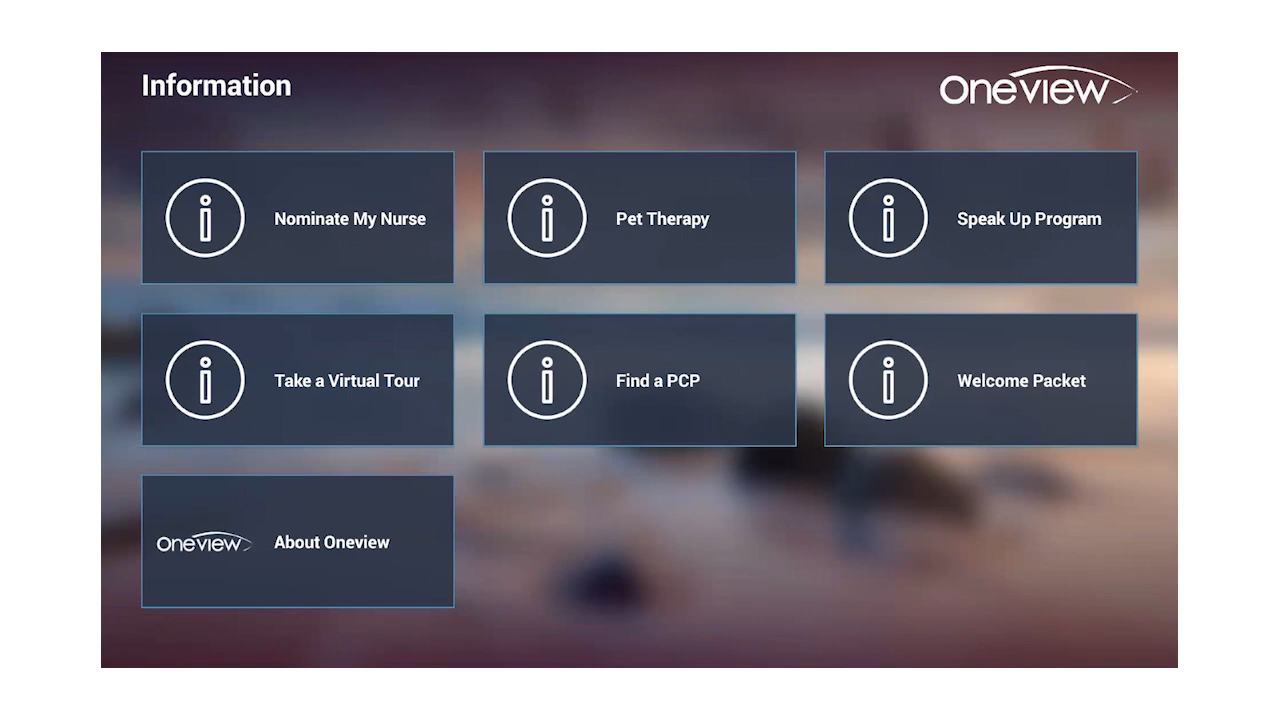 Information
Oneview
Nominate My Nurse
Pet Therapy
Speak Up Program
Take a Virtual Tour
Find a PCP
Welcome Packet
Oneview
About Oneview